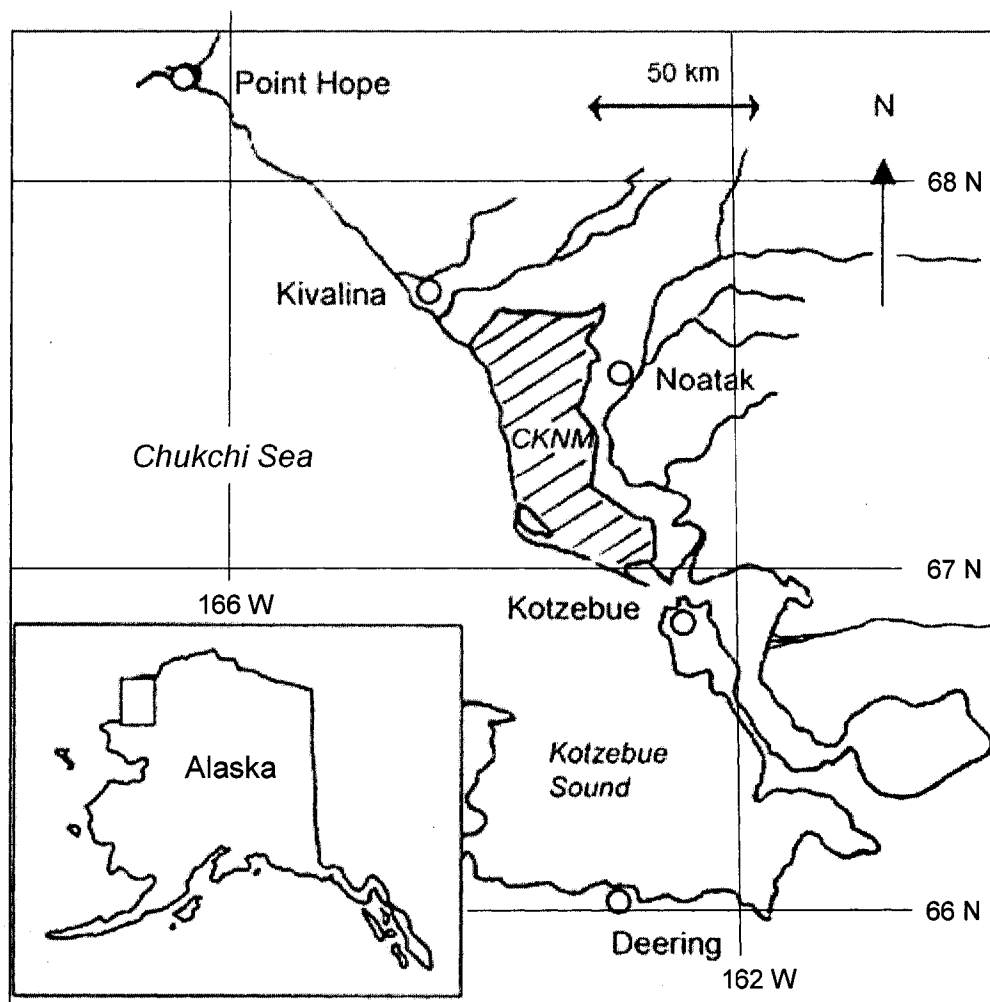 Point Hope
50 km
N
68 N
Kivalina
Noatak
CKNM
Chukchi Sea
67 N
166 W
Kotzebue
Alaska
Kotzebue
Sound
66 N
Deering
162 W